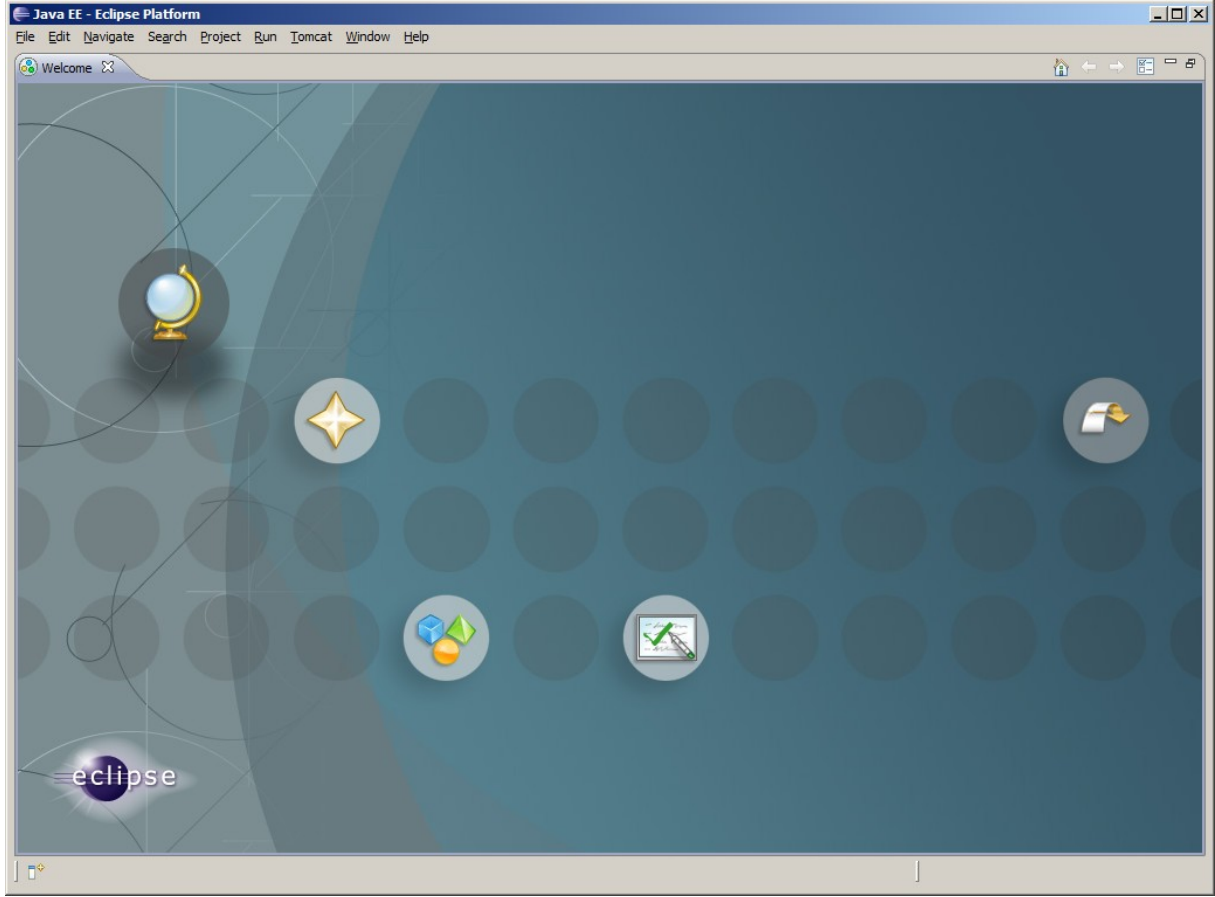 Java EE - Eclipse Platform
File Edit Navigate Search Project Run Tomcat Window Help
Welcome
eclipse